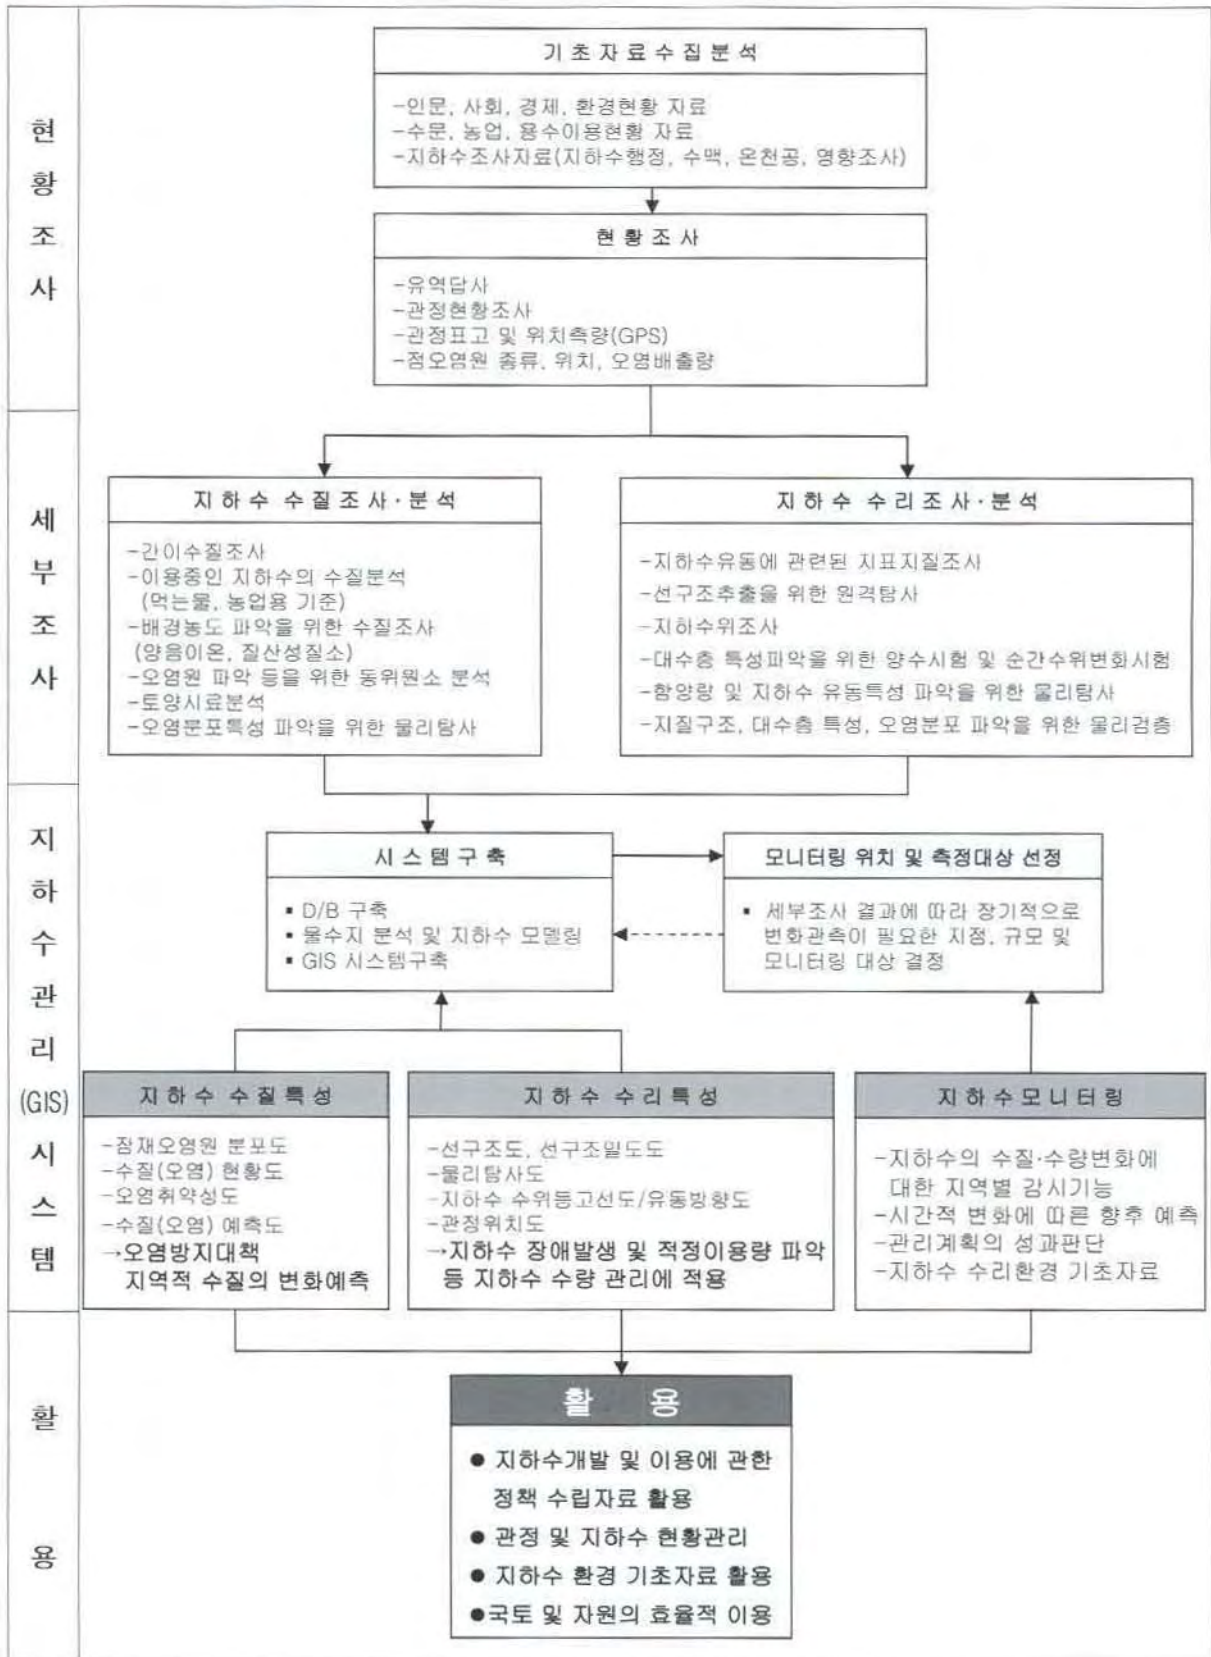 현황조사
기초자료수집분석
-인문, 사회, 경제, 환경현황 자료
-수문, 농업, 용수이용현황 자료
-지하수조사자료(지하수행정, 수맥, 온천공, 영향조사)
현황조사
-유역답사
-관정현황조사
-관정표고 및 위치측량(GPS)
-점오염원 종류, 위치, 오염배출량
세부조사
지하수 수질조사·분석
-간이수질조사
-이용중인 지하수의 수질분석
(먹는물, 농업용 기준)
-배경농도 파악을 위한 수질조사
(양음이온, 질산성질소)
-오염원 파악 등을 위한 동위원소 분석
-토양시료분석
-오염분포특성 파악을 위한 물리탐사
지하수 수리조사·분석
-지하수유동에 관련된 지표지질조사
-선구조추출을 위한 원격탐사
-지하수위조사
-대수층 특성파악을 위한 양수시험 및 순간수위변화시험
-함양량 및 지하수 유동특성 파악을 위한 물리탐사
-지질구조, 대수층 특성, 오염분포 파악을 위한 물리검층
지하수관리(GIS)시스템
시스템구축
▪ D/B 구축
▪ 물수지 분석 및 지하수 모델링
▪ GIS 시스템구축
모니터링 위치 및 측정대상 선정
▪ 세부조사 결과에 따라 장기적으로
변화관측이 필요한 지점, 규모 및
모니터링 대상 결정
지하수 수질특성
-잠재오염원 분포도
-수질(오염) 현황도
-오염취약성도
-수질(오염) 예측도
→오염방지대책
지역적 수질의 변화예측
지하수 수리특성
-선구조도, 선구조밀도도
-물리탐사도
-지하수 수위등고선도/유동방향도
-관정위치도
→지하수 장애발생 및 적정이용량 파악
등 지하수 수량 관리에 적용
지하수모니터링
-지하수의 수질·수량변화에
대한 지역별 감시기능
-시간적 변화에 따른 향후 예측
-관리계획의 성과판단
-지하수 수리환경 기초자료
활용
활 용
● 지하수개발 및 이용에 관한
정책 수립자료 활용
● 관정 및 지하수 현황관리
● 지하수 환경 기초자료 활용
●국토 및 자원의 효율적 이용